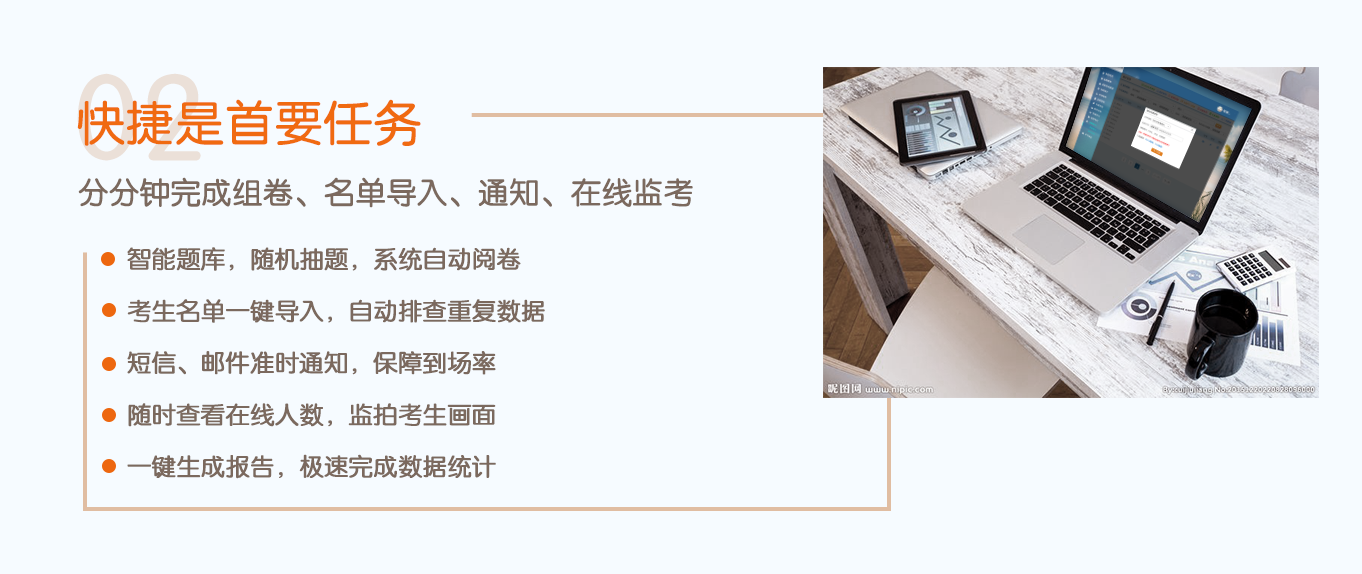 02
快捷是首要任务
分分钟完成组卷、名单导入、通知、在线监考
智能题库，随机抽题，系统自动阅卷
考生名单一键导入，自动排查重复数据
短信、邮件准时通知，保障到场率
随时查看在线人数，监拍考生画面
一键生成报告，极速完成数据统计
昵图网 www.nipic.com